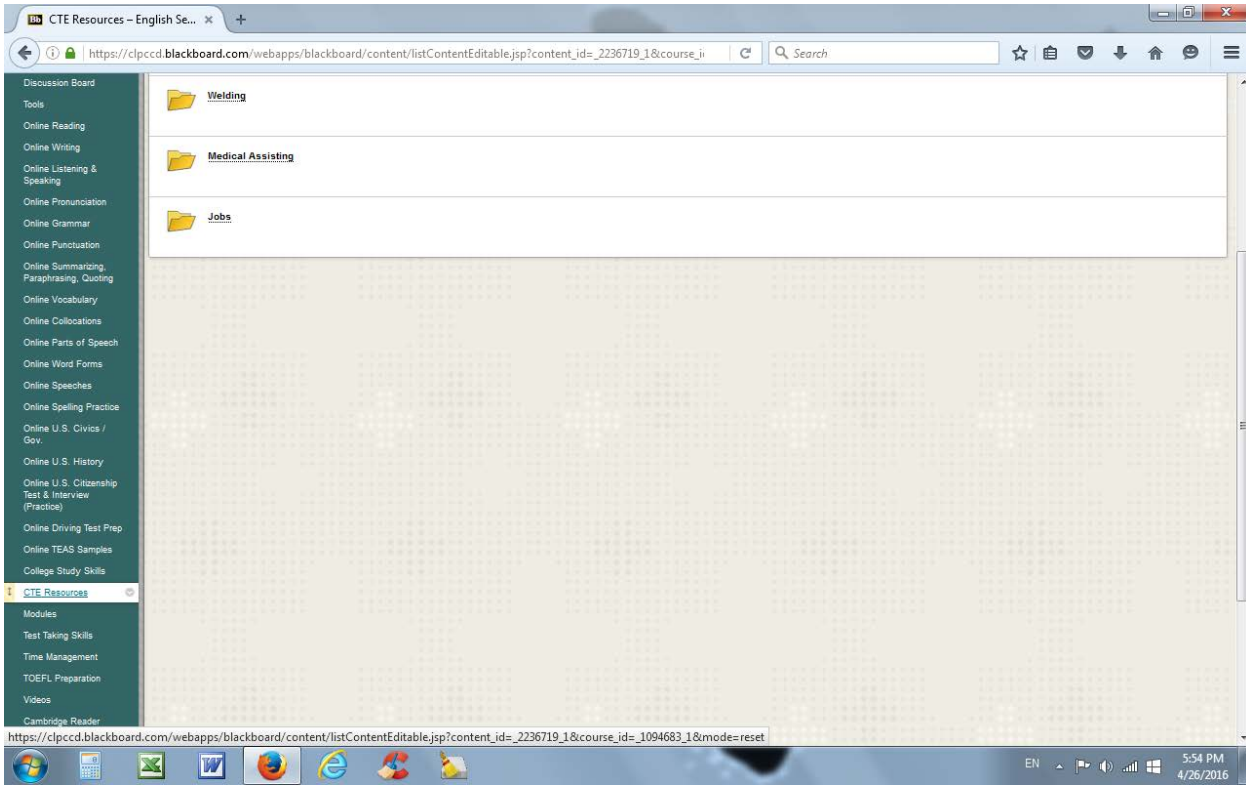 CTE Resources – English Se...
https://clpccd.blackboard.com/webapps/blackboard/content/listContentEditable.jsp?content_id=_2236719_1&course_i
Search
Discussion Board
Tools
Online Reading
Online Writing
Online Listening &
Speaking
Online Pronunciation
Online Grammar
Online Punctuation
Online Summarizing,
Paraphrasing, Quoting
Online Vocabulary
Online Collocations
Online Parts of Speech
Online Word Forms
Online Speeches
Online Spelling Practice
Online U.S. Civics /
Gov.
Online U.S. History
Online U.S. Citizenship
Test & Interview
(Practice)
Online Driving Test Prep
Online TEAS Samples
College Study Skills
CTE Resources
Modules
Test Taking Skills
Time Management
TOEFL Preparation
Videos
Cambridge Reader
Welding
Medical Assisting
Jobs
https://clpccd.blackboard.com/webapps/blackboard/content/listContentEditable.jsp?content_id=_2236719_1&course_id=_1094683_1&mode=reset
EN
5:54 PM
4/26/2016